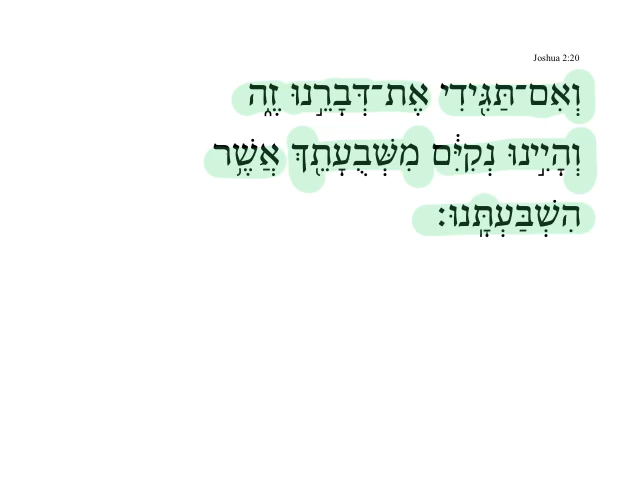 Joshua 2:20
וְאִם־תַּגִּ֖ידִי אֶת־דְּבָרֵ֣נוּ זֶ֑ה
וְהָיִ֣ינוּ נְקִיִּ֔ם מִשְּׁבֻעָתֵ֖ךְ אֲשֶׁ֥ר
הִשְׁבַּעְתָּֽנוּ׃